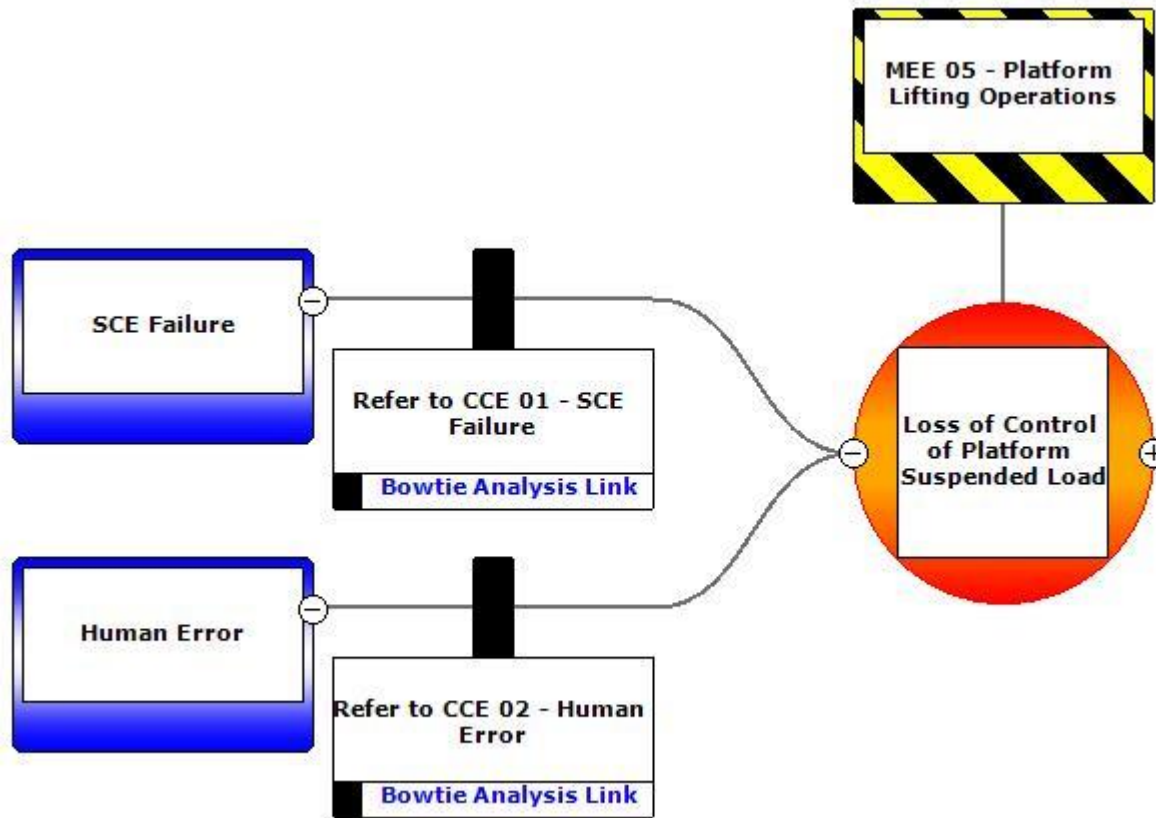 MEE 05 - Platform
Lifting Operations
SCE Failure
Refer to CCE 01 - SCE
Failure
Bowtie Analysis Link
Loss of Control
of Platform
Suspended Load
Human Error
Refer to CCE 02 - Human
Error
Bowtie Analysis Link